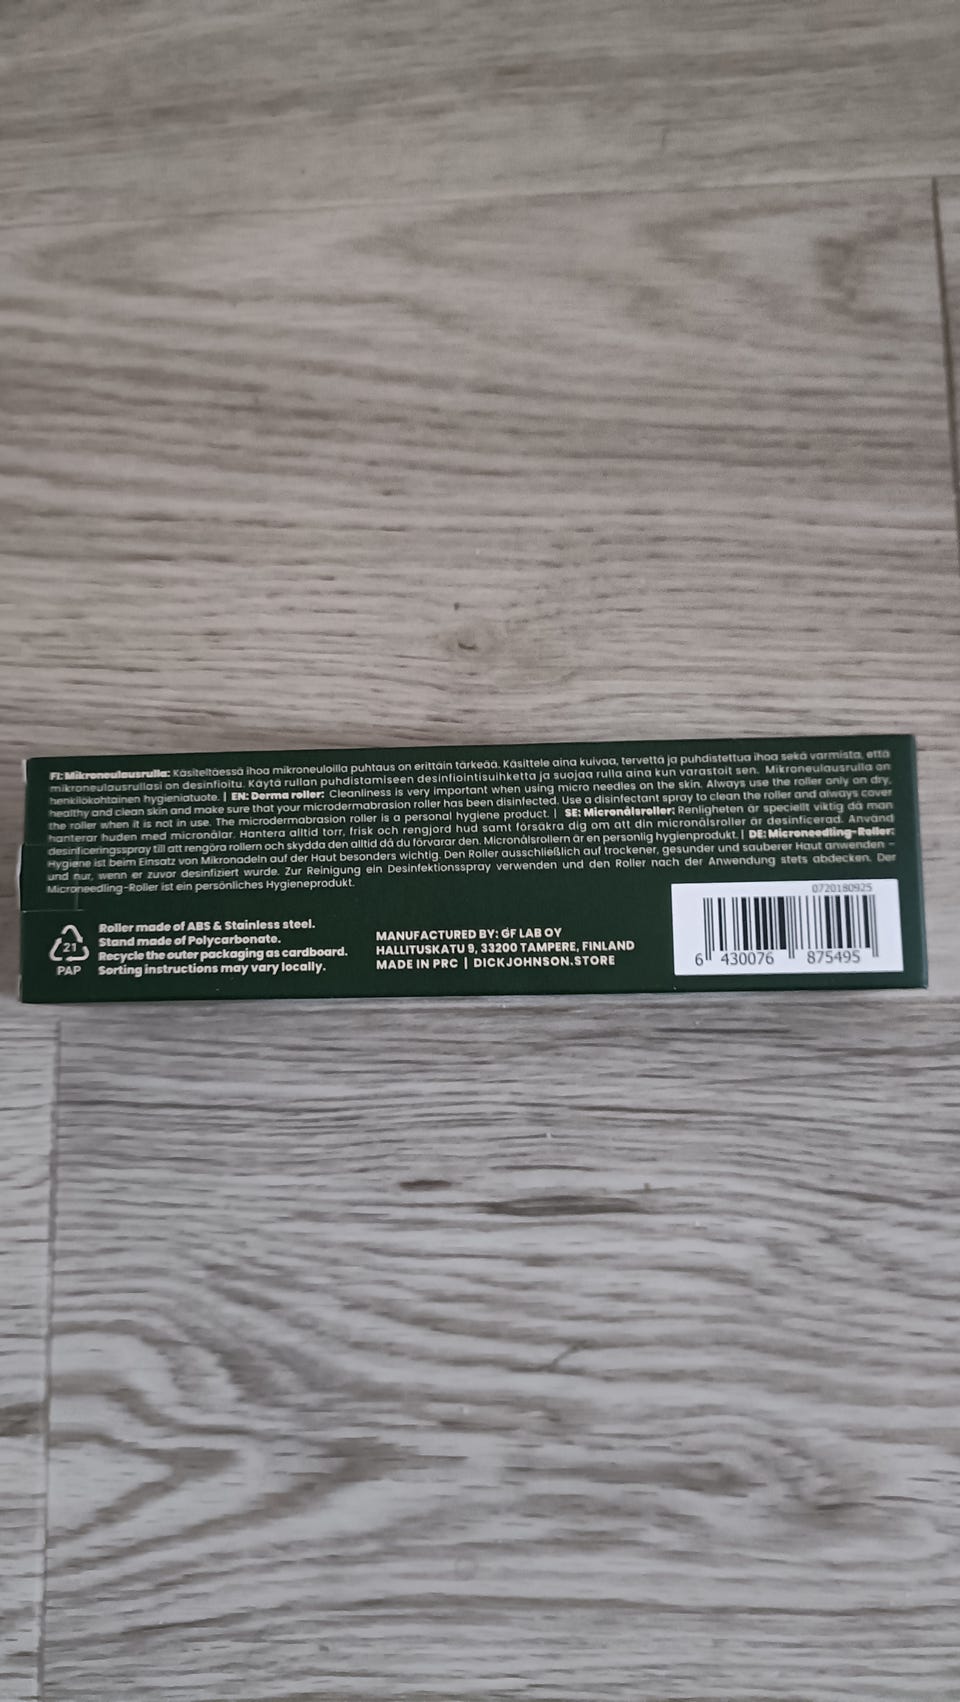 FI: Mikroneulausrulla: Käsiteltäessä ihoa mikroneuloilla puhtaus on erittäin tärkeää. Käsittele aina kuivaa, tervettä ja puhdistettua ihoa sekä varmista, että
mikroneulausrullasi on desinfioitu. Käytä rullan puhdistamiseen desinfiointisuihketta ja suojaa rulla aina kun varastoit sen. Mikroneulausrulla on
henkilökohtainen hygieniatuote. | EN: Derma roller: Cleanliness is very important when using micro needles on the skin. Always use the roller only on dry,
healthy and clean skin and make sure that your microdermabrasion roller has been disinfected. Use a disinfectant spray to clean the roller and always cover
the roller when it is not in use. The microdermabrasion roller is a personal hygiene product. | SE: Micronålsroller: Renligheten är speciellt viktig då man
hanterar huden med micronålar. Hantera alltid torr, frisk och rengjord hud samt försäkra dig om att din micronålsroller är desinficerad. Använd
desinficeringsspray till att rengöra rollern och skydda den alltid då du förvarar den. Micronålsrollern är en personlig hygienprodukt. | DE: Microneedling-Roller:
Hygiene ist beim Einsatz von Mikronadeln auf der Haut besonders wichtig. Den Roller ausschließlich auf trockener, gesunder und sauberer Haut anwenden –
und nur, wenn er zuvor desinfiziert wurde. Zur Reinigung ein Desinfektionsspray verwenden und den Roller nach der Anwendung stets abdecken. Der
Microneedling-Roller ist ein persönliches Hygieneprodukt.
21
PAP
Roller made of ABS & Stainless steel.
Stand made of Polycarbonate.
Recycle the outer packaging as cardboard.
Sorting instructions may vary locally.
MANUFACTURED BY: GF LAB OY
HALLITUSKATU 9, 33200 TAMPERE, FINLAND
MADE IN PRC | DICKJOHNSON.STORE
0720180925
6 430076 875495